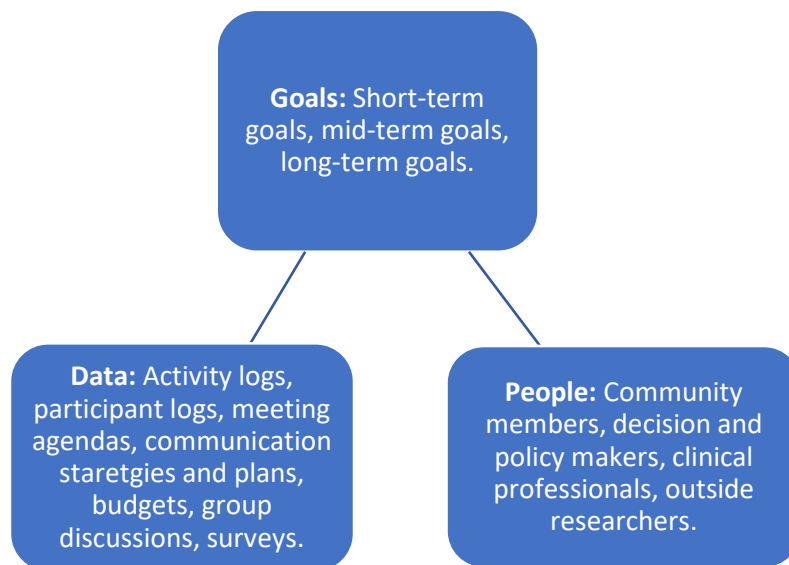 Goals: Short-term
goals, mid-term goals,
long-term goals.
Data: Activity logs,
participant logs, meeting
agendas, communication
staretgies and plans,
budgets, group
discussions, surveys.
People: Community
members, decision and
policy makers, clinical
professionals, outside
researchers.